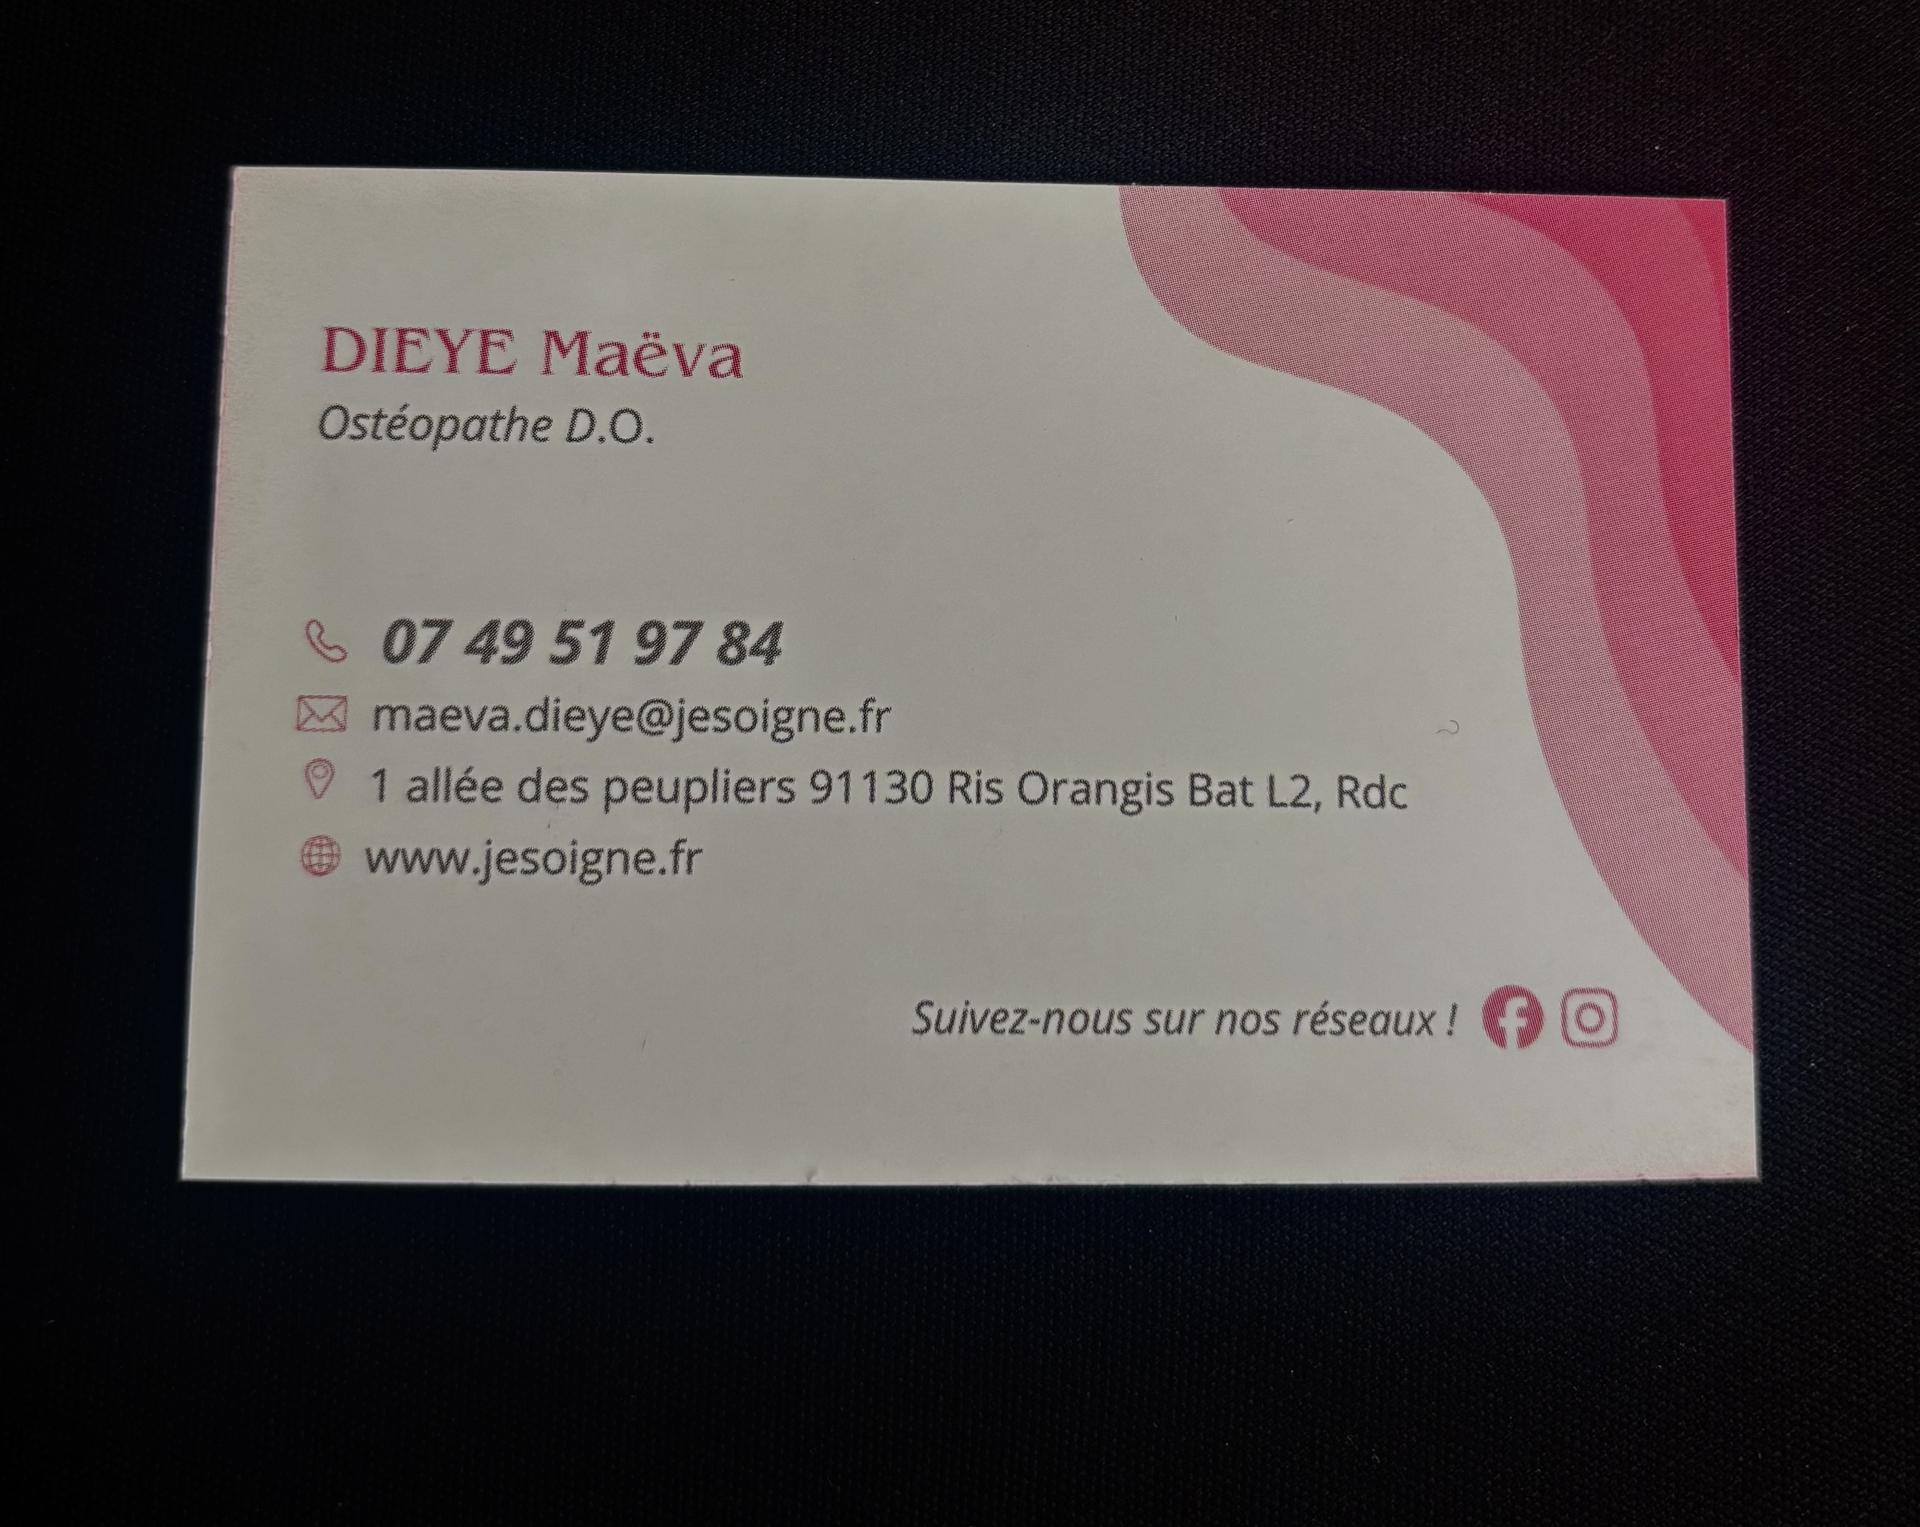 DIEYE Maëva
Ostéopathe D.O.
07 49 51 97 84
maeva.dieye@jesoigne.fr
1 allée des peupliers 91130 Ris Orangis Bat L2, Rdc
www.jesoigne.fr
Suivez-nous sur nos réseaux !